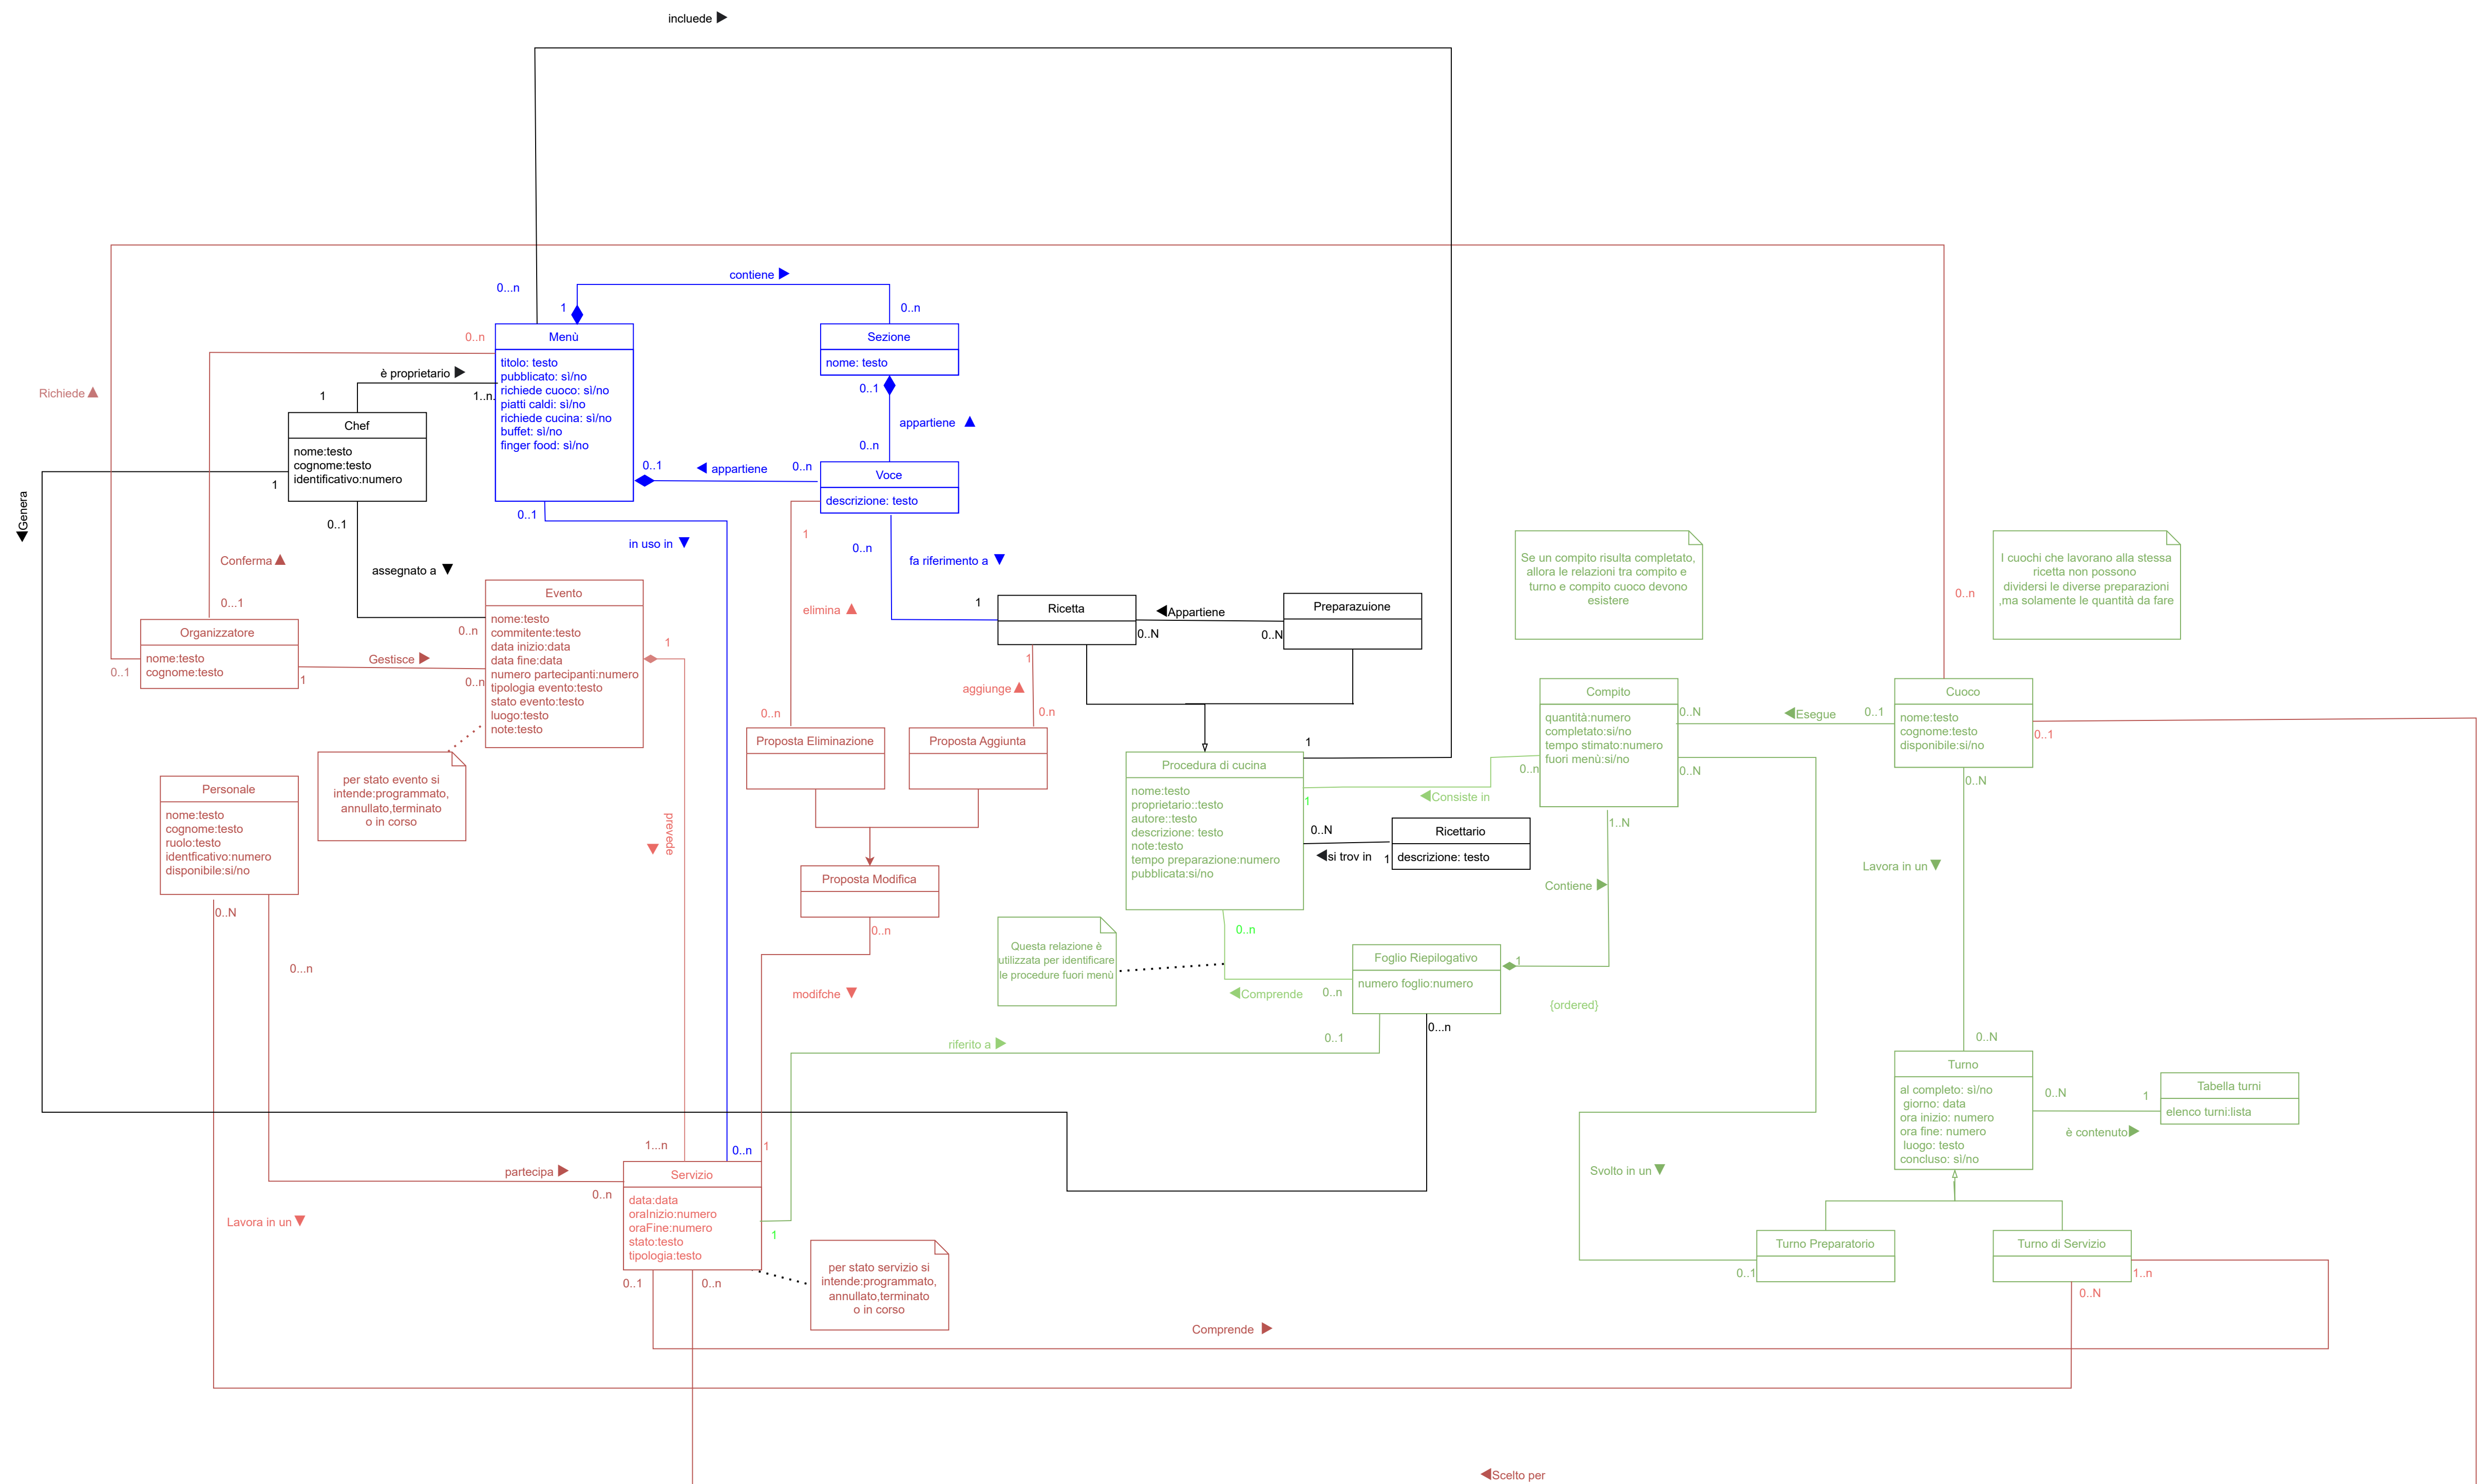 incluede
contiene
0...n
1
0..n
0..n
Menù
titolo: testo
pubblicato: sì/no
richiede cuoco: sì/no
piatti caldi: sì/no
richiede cucina: sì/no
buffet: sì/no
finger food: sì/no
Sezione
nome: testo
è proprietario
1
1..n.
Richiede
0..1
appartiene
0..n
Chef
nome:testo
cognome:testo
identificativo:numero
0..1
appartiene
0..n
Voce
descrizione: testo
1
Genera
0..1
0..1
in uso in
1
0..n
fa riferimento a
Conferma
assegnato a
0...1
Evento
nome:testo
commitente:testo
data inizio:data
data fine:data
numero partecipanti:numero
tipologia evento:testo
stato evento:testo
luogo:testo
note:testo
elimina
1
Ricetta
Appartiene
0..N
0..N
Preparazuione
Se un compito risulta completato,
allora le relazioni tra compito e
turno e compito cuoco devono
esistere
I cuochi che lavorano alla stessa
ricetta non possono
dividersi le diverse preparazioni
,ma solamente le quantità da fare
0..n
Organizzatore
nome:testo
cognome:testo
0..1
1
Gestisce
0..n
0..n
1
1
aggiunge
0..n
0.n
Proposta Eliminazione
Proposta Aggiunta
1
Compito
quantità:numero
completato:si/no
tempo stimato:numero
fuori menù:si/no
0..N
Esegue
0..1
Cuoco
nome:testo
cognome:testo
disponibile:si/no
0..1
0..n
0..N
0..N
per stato evento si
intende:programmato,
annullato,terminato
o in corso
Personale
nome:testo
cognome:testo
ruolo:testo
identficativo:numero
disponibile:si/no
prevede
Procedura di cucina
nome:testo
proprietario::testo
autore::testo
descrizione: testo
note:testo
tempo preparazione:numero
pubblicata:si/no
1
Consiste in
0..N
si trov in
1
Ricettario
descrizione: testo
1..N
Contiene
Lavora in un
Proposta Modifica
0..N
0..n
0..n
0...n
modifche
Questa relazione è
utilizzata per identificare
le procedure fuori menù
Foglio Riepilogativo
numero foglio:numero
1
Comprende
0..n
{ordered}
0...n
riferito a
0..1
0..N
Turno
al completo: sì/no
giorno: data
ora inizio: numero
ora fine: numero
luogo: testo
concluso: sì/no
0..N
1
è contenuto
Tabella turni
elenco turni:lista
1...n
0..n
1
partecipa
0..n
Servizio
data:data
oraInizio:numero
oraFine:numero
stato:testo
tipologia:testo
Svolto in un
Lavora in un
1
0..1
0..n
per stato servizio si
intende:programmato,
annullato,terminato
o in corso
Turno Preparatorio
0..1
Turno di Servizio
1..n
0..N
Comprende
Scelto per